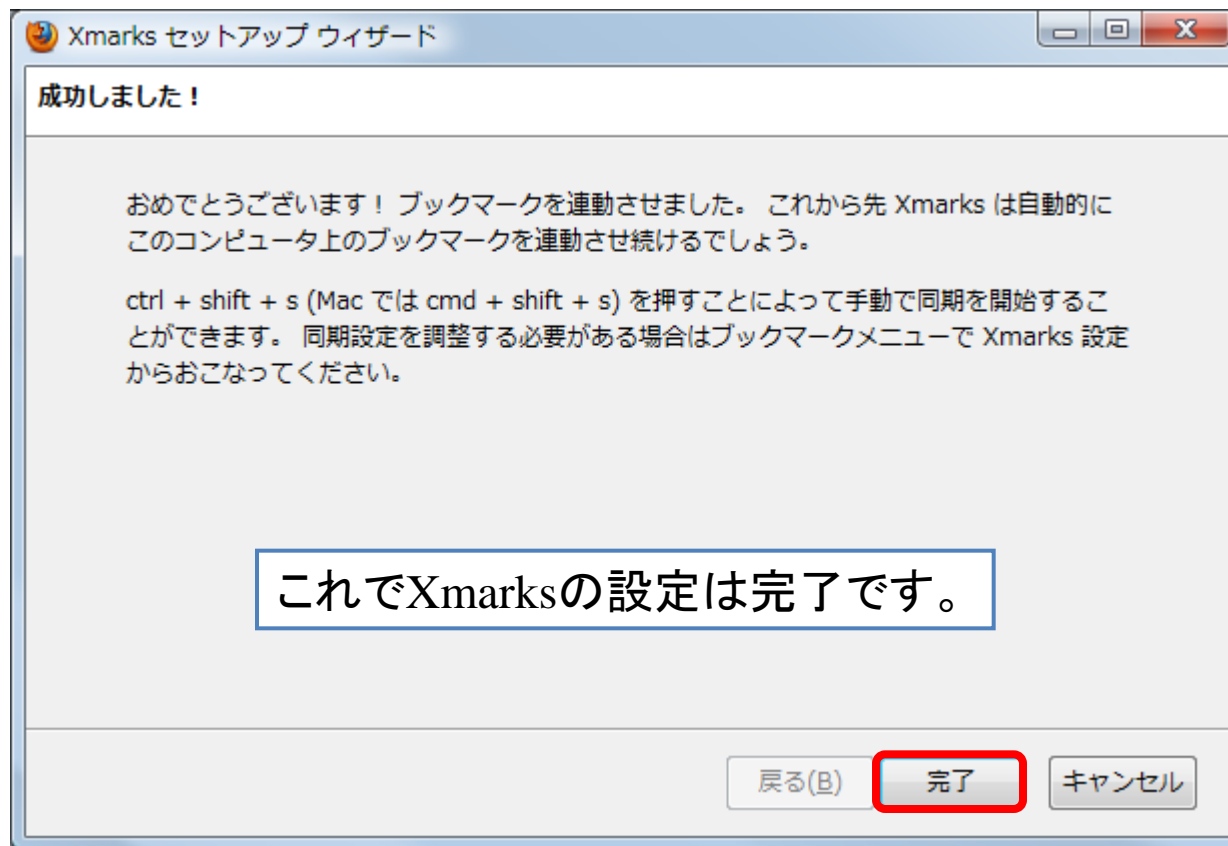 Xmarks セットアップ ウィザード
成功しました！
おめでとうございます！ ブックマークを連動させました。 これから先 Xmarks は自動的に
このコンピュータ上のブックマークを連動させ続けるでしょう。
ctrl + shift + s (Mac では cmd + shift + s) を押すことによって手動で同期を開始するこ
とができます。 同期設定を調整する必要がある場合はブックマークメニューで Xmarks 設定
からおこなってください。
これでXmarksの設定は完了です。
戻る(B) 完了 キャンセル